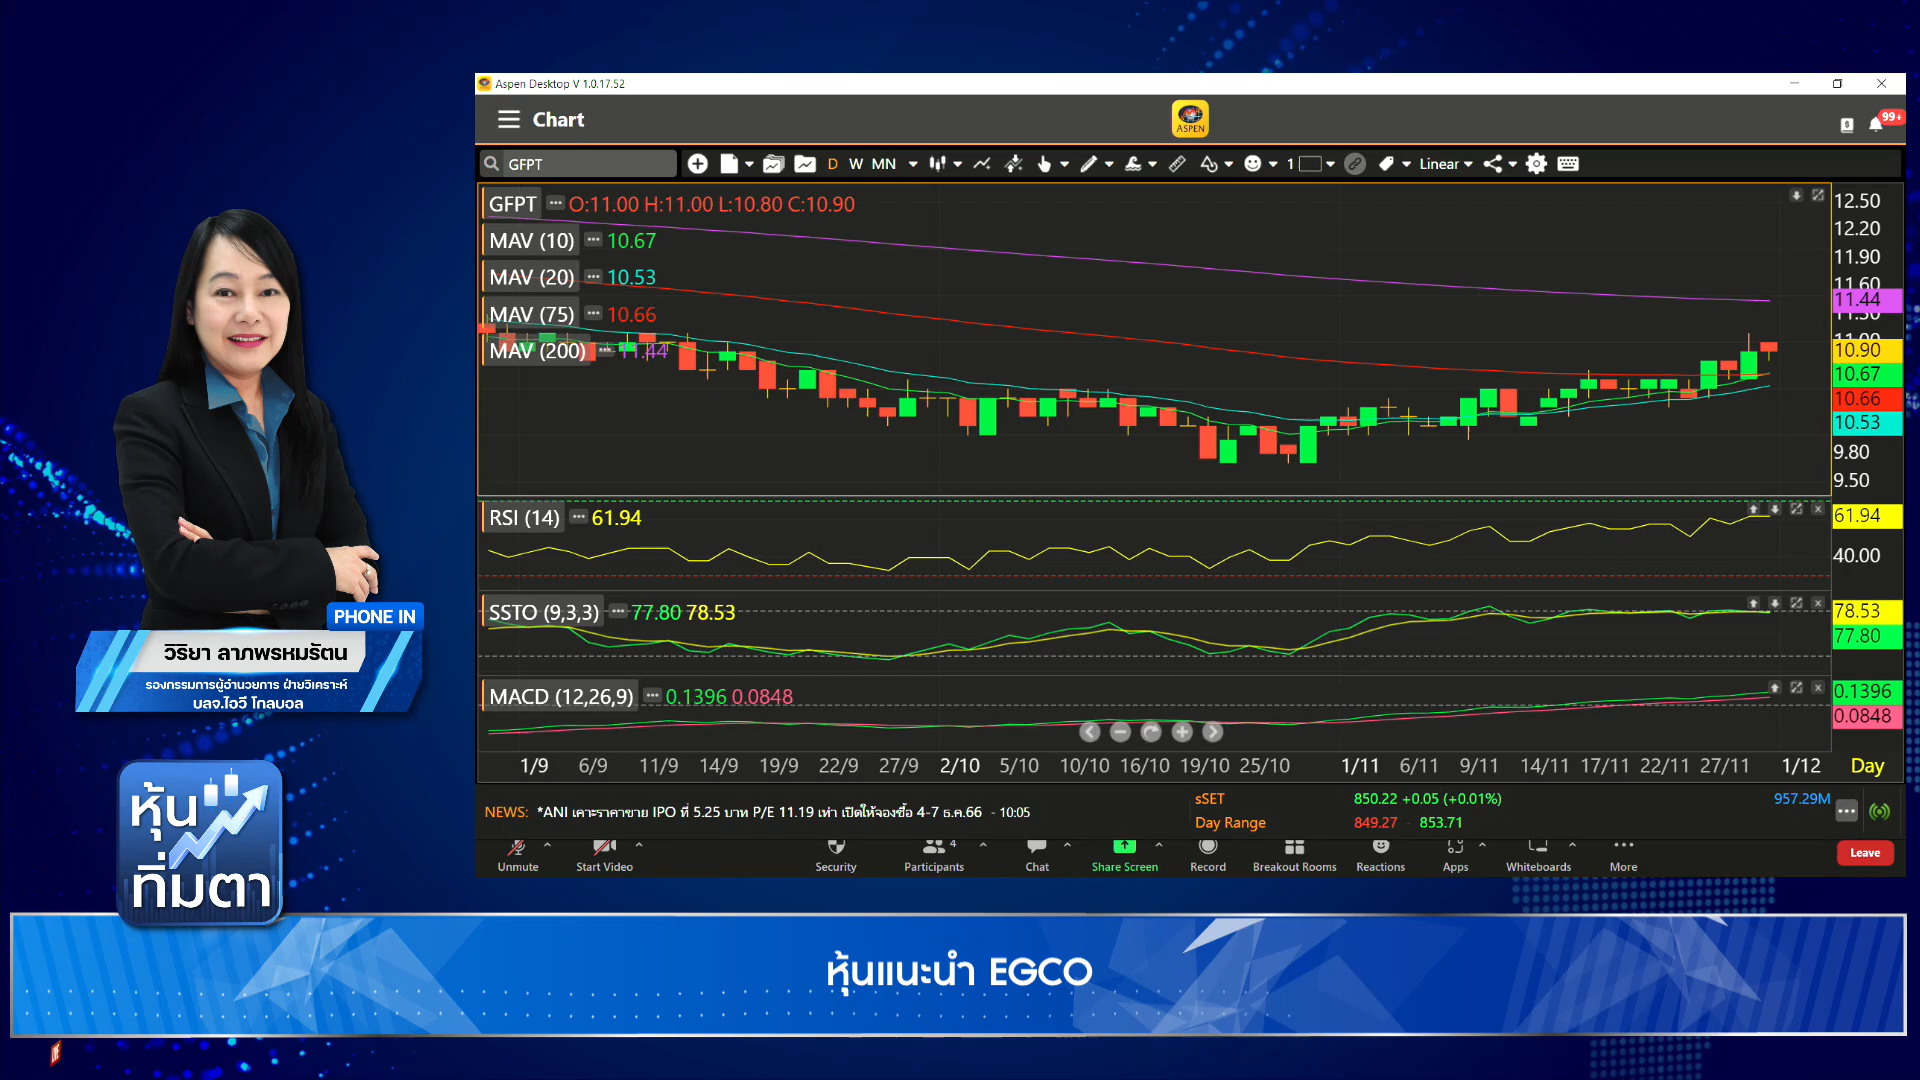 Aspen Desktop V 1.0.17.52
Chart
ASPEN
99+
GFPT
D W MN
1
Linear
GFPT O:11.00 H:11.00 L:10.80 C:10.90
MAV (10) 10.67
MAV (20) 10.53
MAV (75) 10.66
MAV (200) 11.44
12.50
12.20
11.90
11.60
11.44
11.30
11.00
10.90
10.67
10.66
10.53
9.80
9.50
RSI (14) 61.94
61.94
40.00
SSTO (9,3,3) 77.80 78.53
78.53
77.80
MACD (12,26,9) 0.1396 0.0848
0.1396
0.0848
1/9 6/9 11/9 14/9 19/9 22/9 27/9 2/10 5/10 10/10 16/10 19/10 25/10 1/11 6/11 9/11 14/11 17/11 22/11 27/11 1/12 Day
NEWS: *ANI เคาะราคาขาย IPO ที่ 5.25 บาท P/E 11.19 เท่า เปิดให้จองซื้อ 4-7 ธ.ค.66 - 10:05
sSET 850.22 +0.05 (+0.01%) 957.29M
Day Range 849.27 - 853.71
Unmute Start Video Security Participants 4 Chat Share Screen Record Breakout Rooms Reactions Apps Whiteboards More Leave
PHONE IN
วิริยา ลาภพรหมรัตน
รองกรรมการผู้อำนวยการ ฝ่ายวิเคราะห์
บลจ.ไอวี โกลบอล
หุ้น
ทิ่มตา
หุ้นแนะนำ EGCO